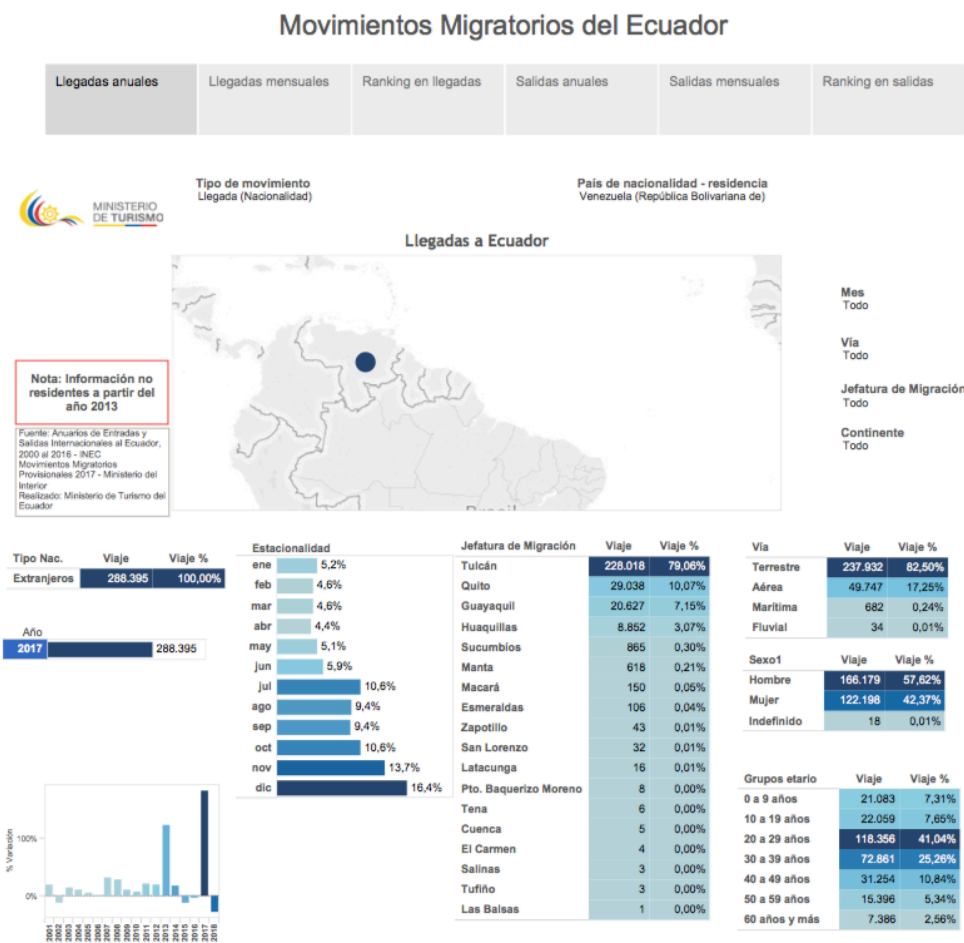 Movimientos Migratorios del Ecuador
Llegadas anuales Llegadas mensuales Ranking en llegadas Salidas anuales Salidas mensuales Ranking en salidas
MINISTERIO
DE TURISMO
Tipo de movimiento
Llegada (Nacionalidad)
País de nacionalidad - residencia
Venezuela (República Bolivariana de)
Llegadas a Ecuador
Mes
Todo
Vía
Todo
Jefatura de Migración
Todo
Continente
Todo
Nota: Información no
residentes a partir del
año 2013
Fuente: Anuarios de Entradas y
Salidas Internacionales al Ecuador,
2000 al 2016 - INEC
Movimientos Migratorios
Provisionales 2017 - Ministerio del
Interior
Realizado: Ministerio de Turismo del
Ecuador
Tipo Nac. Viaje Viaje %
Extranjeros 288.395 100,00%
Año
2017 288.395
% Variación
100%
0%
2001 2002 2003 2004 2005 2006 2007 2008 2009 2010 2011 2012 2013 2014 2015 2016 2017 2018
Estacionalidad
ene 5,2%
feb 4,6%
mar 4,6%
abr 4,4%
may 5,1%
jun 5,9%
jul 10,6%
ago 9,4%
sep 9,4%
oct 10,6%
nov 13,7%
dic 16,4%
Jefatura de Migración Viaje Viaje %
Tulcán 228.018 79,06%
Quito 29.038 10,07%
Guayaquil 20.627 7,15%
Huaquillas 8.852 3,07%
Sucumbíos 865 0,30%
Manta 618 0,21%
Macará 150 0,05%
Esmeraldas 106 0,04%
Zapotillo 43 0,01%
San Lorenzo 32 0,01%
Latacunga 16 0,01%
Pto. Baquerizo Moreno 8 0,00%
Tena 6 0,00%
Cuenca 5 0,00%
El Carmen 4 0,00%
Salinas 3 0,00%
Tufiño 3 0,00%
Las Balsas 1 0,00%
Vía Viaje Viaje %
Terrestre 237.932 82,50%
Aérea 49.747 17,25%
Marítima 682 0,24%
Fluvial 34 0,01%
Sexo1 Viaje Viaje %
Hombre 166.179 57,62%
Mujer 122.198 42,37%
Indefinido 18 0,01%
Grupos etario Viaje Viaje %
0 a 9 años 21.083 7,31%
10 a 19 años 22.059 7,65%
20 a 29 años 118.356 41,04%
30 a 39 años 72.861 25,26%
40 a 49 años 31.254 10,84%
50 a 59 años 15.396 5,34%
60 años y más 7.386 2,56%